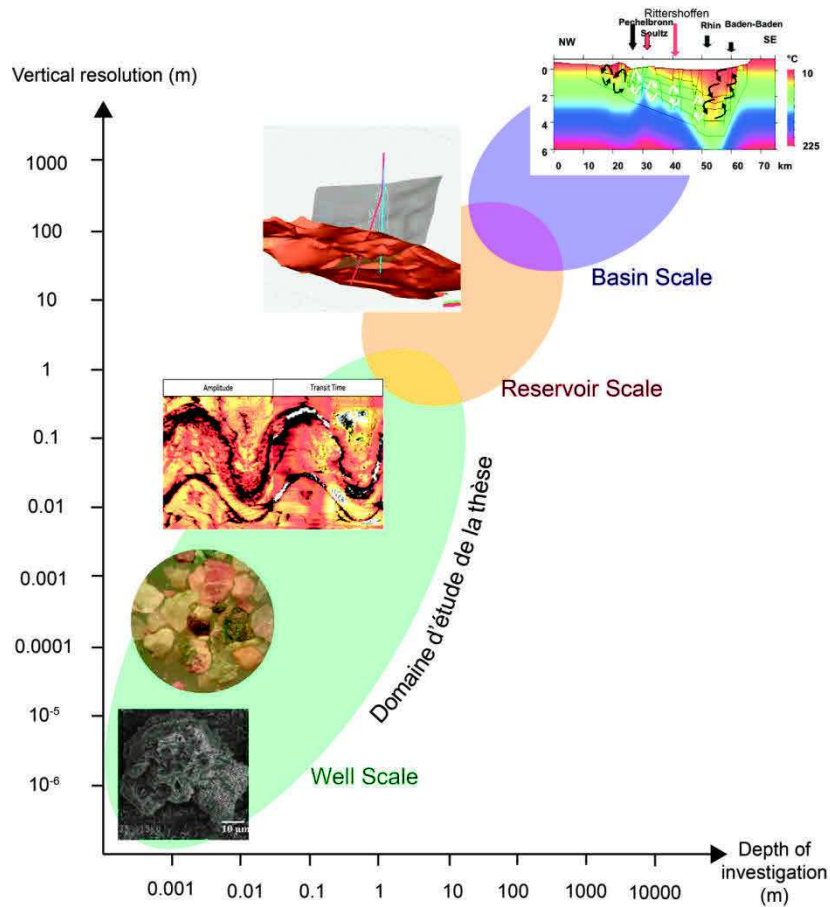 Rittershoffen
Pechelbronn
Soultz
Rhin
Baden-Baden
NW
SE
°C
0
2
4
6
10
225
0 10 20 30 40 50 60 70 km
Vertical resolution (m)
1000
100
10
1
0.1
0.01
0.001
0.0001
10-5
10-6
Basin Scale
Reservoir Scale
Amplitude
Transit Time
Domaine d'étude de la thèse
Well Scale
10 µm
0.001 0.01 0.1 1 10 100 1000 10000
Depth of
investigation
(m)